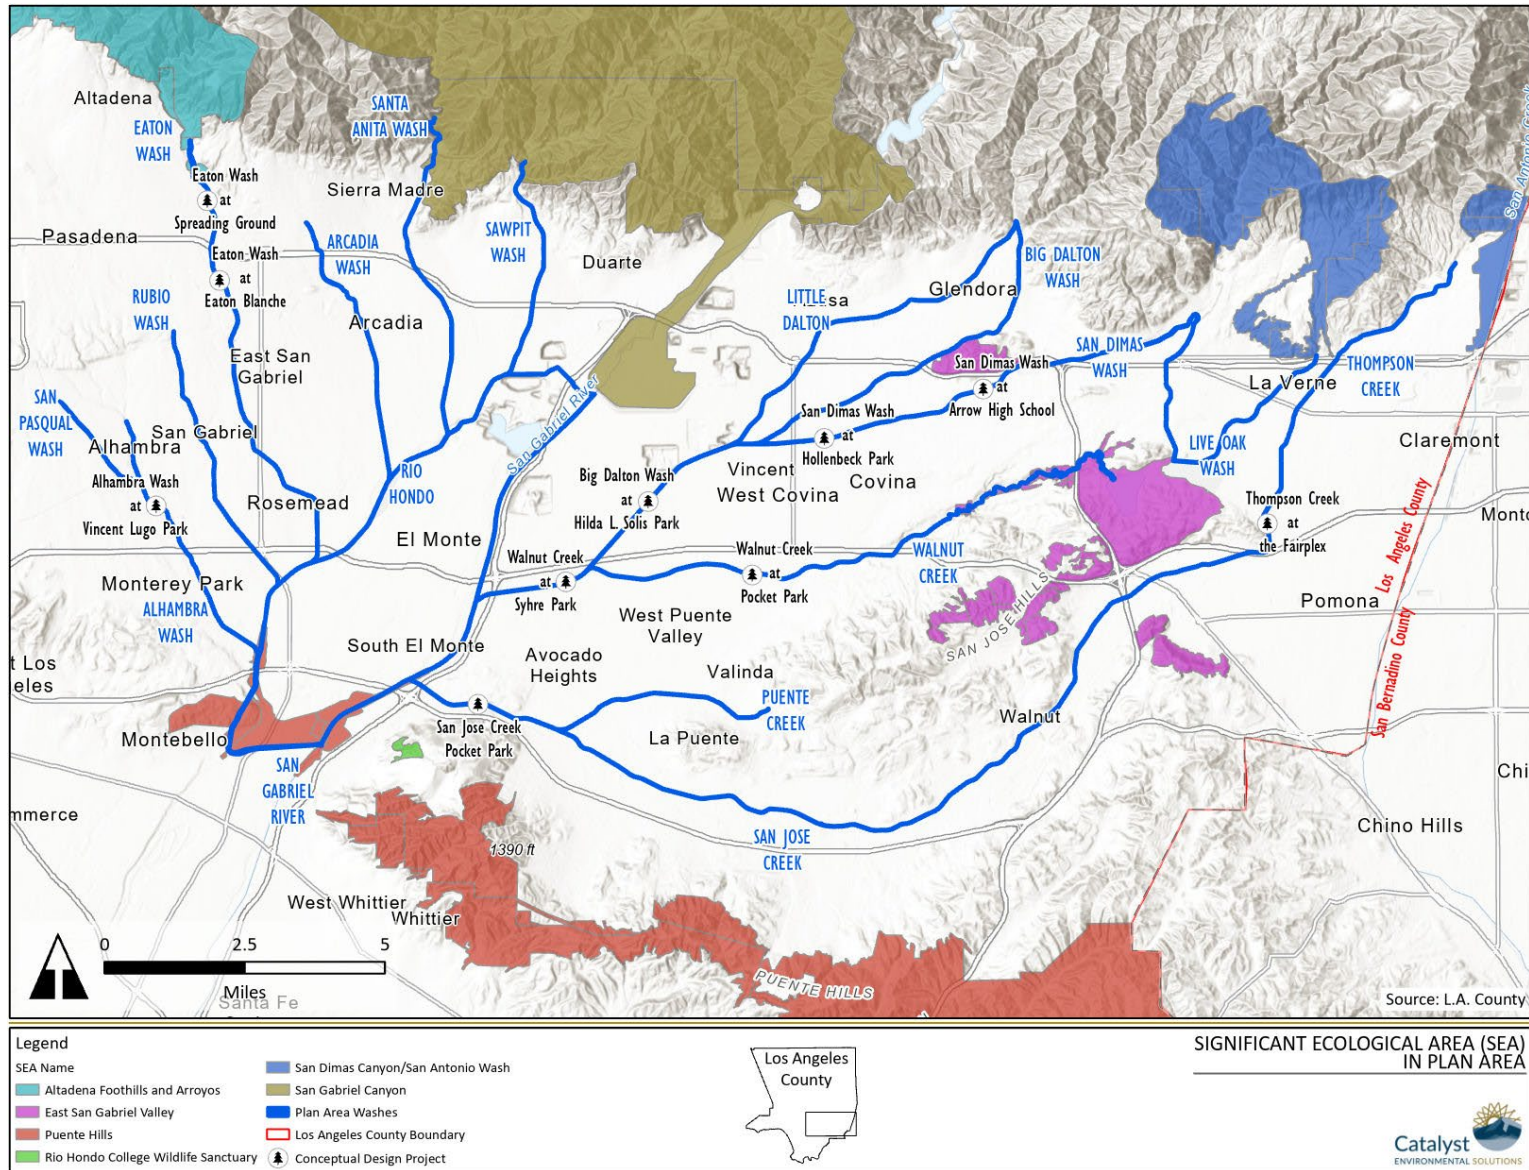 Altadena
EATON
WASH
SANTA
ANITA WASH
San Antonio Creek
Eaton Wash
at
Spreading Ground
Sierra Madre
Pasadena
Eaton Wash
at
Eaton Blanche
ARCADIA
WASH
SAWPIT
WASH
Duarte
BIG DALTON
WASH
RUBIO
WASH
Arcadia
LITTLE
DALTON
Glendora
East San
Gabriel
San Gabriel River
San Dimas Wash
at
Arrow High School
SAN DIMAS
WASH
La Verne
THOMPSON
CREEK
SAN
PASQUAL
WASH
Alhambra
San Gabriel
San Dimas Wash
at
Hollenbeck Park
LIVE OAK
WASH
Claremont
RIO
HONDO
Alhambra Wash
at
Vincent Lugo Park
Rosemead
Big Dalton Wash
at
Hilda L. Solis Park
Vincent
West Covina
Covina
Thompson Creek
at
the Fairplex
Montc
El Monte
Walnut Creek
at
Syhre Park
Walnut Creek
at
Pocket Park
WALNUT
CREEK
Los Angeles County
San Bernadino County
Monterey Park
ALHAMBRA
WASH
West Puente
Valley
SAN JOSE HILLS
Pomona
South El Monte
t Los
eles
Avocado
Heights
Valinda
PUENTE
CREEK
Walnut
Montebello
San Jose Creek
Pocket Park
La Puente
SAN
GABRIEL
RIVER
Chi
mmerce
SAN JOSE
CREEK
Chino Hills
1390 ft
West Whittier
Whittier
PUENTE HILLS
0 2.5 5
Miles
Santa Fe
Source: L.A. County
Legend
SEA Name
Altadena Foothills and Arroyos
East San Gabriel Valley
Puente Hills
Rio Hondo College Wildlife Sanctuary
San Dimas Canyon/San Antonio Wash
San Gabriel Canyon
Plan Area Washes
Los Angeles County Boundary
Conceptual Design Project
Los Angeles
County
SIGNIFICANT ECOLOGICAL AREA (SEA)
IN PLAN AREA
Catalyst
ENVIRONMENTAL SOLUTIONS